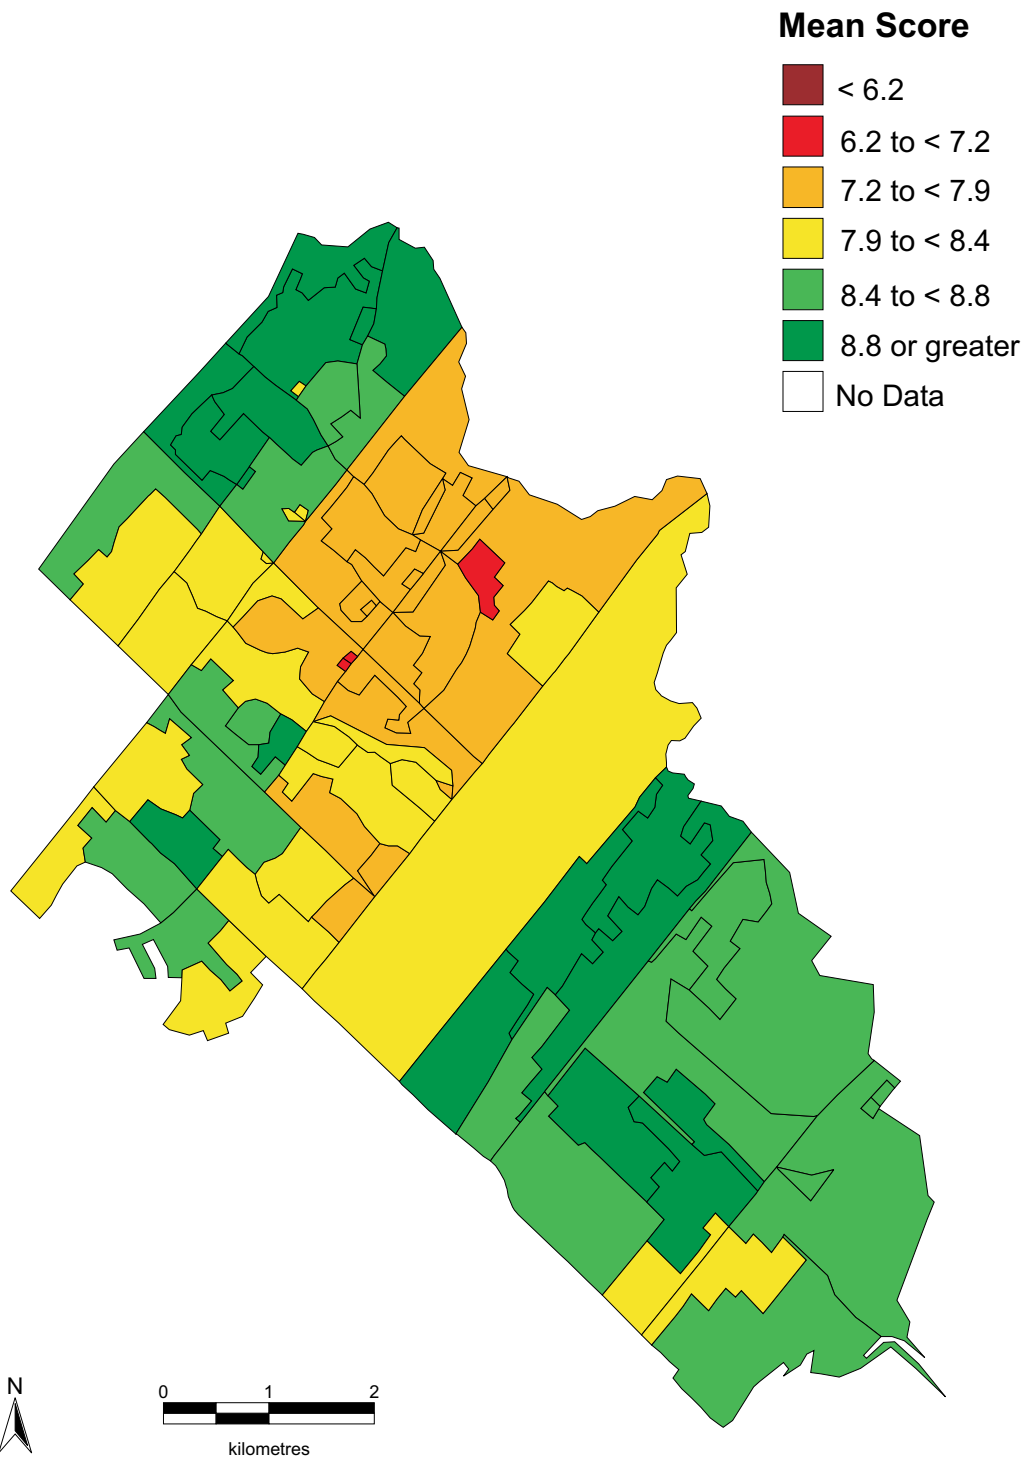 Mean Score
< 6.2
6.2 to < 7.2
7.2 to < 7.9
7.9 to < 8.4
8.4 to < 8.8
8.8 or greater
No Data
N
0 1 2
kilometres